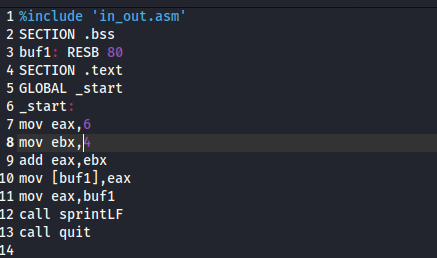 1 %include 'in_out.asm'
2 SECTION .bss
3 buf1: RESB 80
4 SECTION .text
5 GLOBAL _start
6 _start:
7 mov eax,6
8 mov ebx,4
9 add eax,ebx
10 mov [buf1],eax
11 mov eax,buf1
12 call sprintLF
13 call quit
14